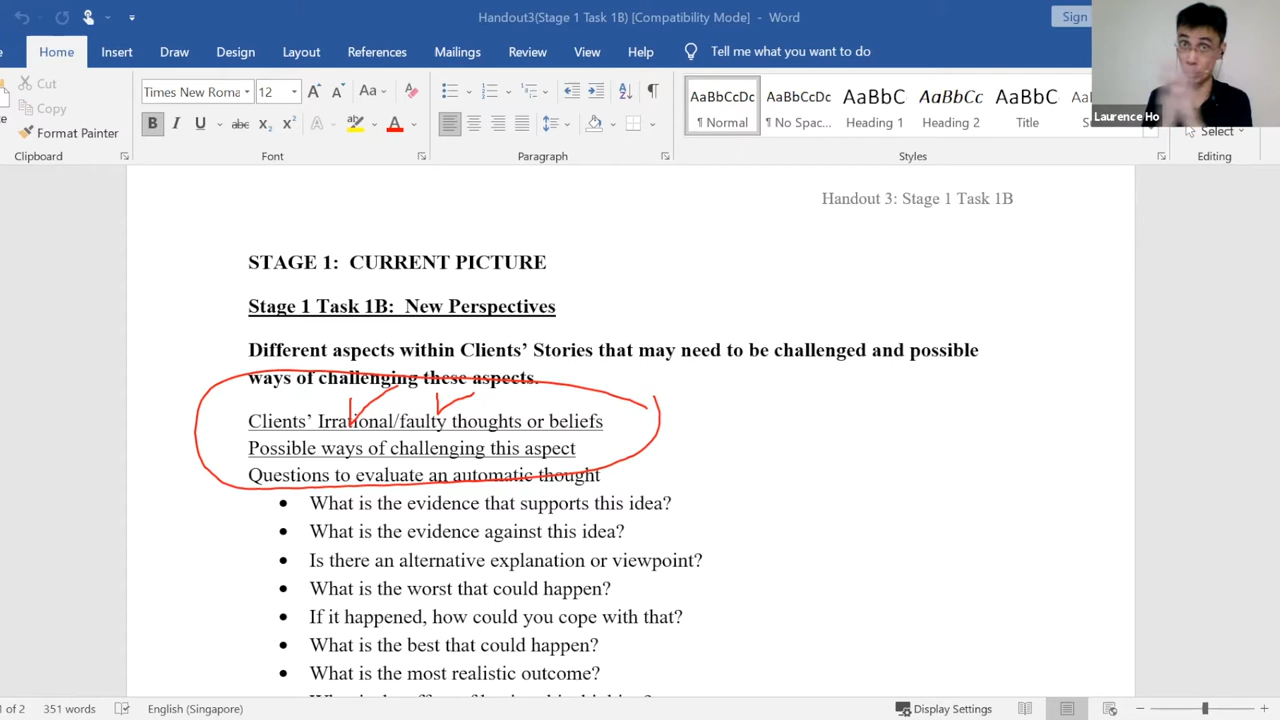 Handout3(Stage 1 Task 1B) [Compatibility Mode] - Word
Sign
Home Insert Draw Design Layout References Mailings Review View Help Tell me what you want to do
Cut
Copy
Format Painter
Clipboard
Times New Roma 12
Aa
B I U abc x₂ x² A A
Font
Paragraph
AaBbCcDc AaBbCcDc AaBbC AaBbCc AaBbC
¶ Normal ¶ No Spac... Heading 1 Heading 2 Title
Styles
Laurence Ho
Select
Editing
Handout 3: Stage 1 Task 1B
STAGE 1: CURRENT PICTURE
Stage 1 Task 1B: New Perspectives
Different aspects within Clients’ Stories that may need to be challenged and possible
ways of challenging these aspects.
Clients’ Irrational/faulty thoughts or beliefs
Possible ways of challenging this aspect
Questions to evaluate an automatic thought
• What is the evidence that supports this idea?
• What is the evidence against this idea?
• Is there an alternative explanation or viewpoint?
• What is the worst that could happen?
• If it happened, how could you cope with that?
• What is the best that could happen?
• What is the most realistic outcome?
of 2 351 words English (Singapore) Display Settings